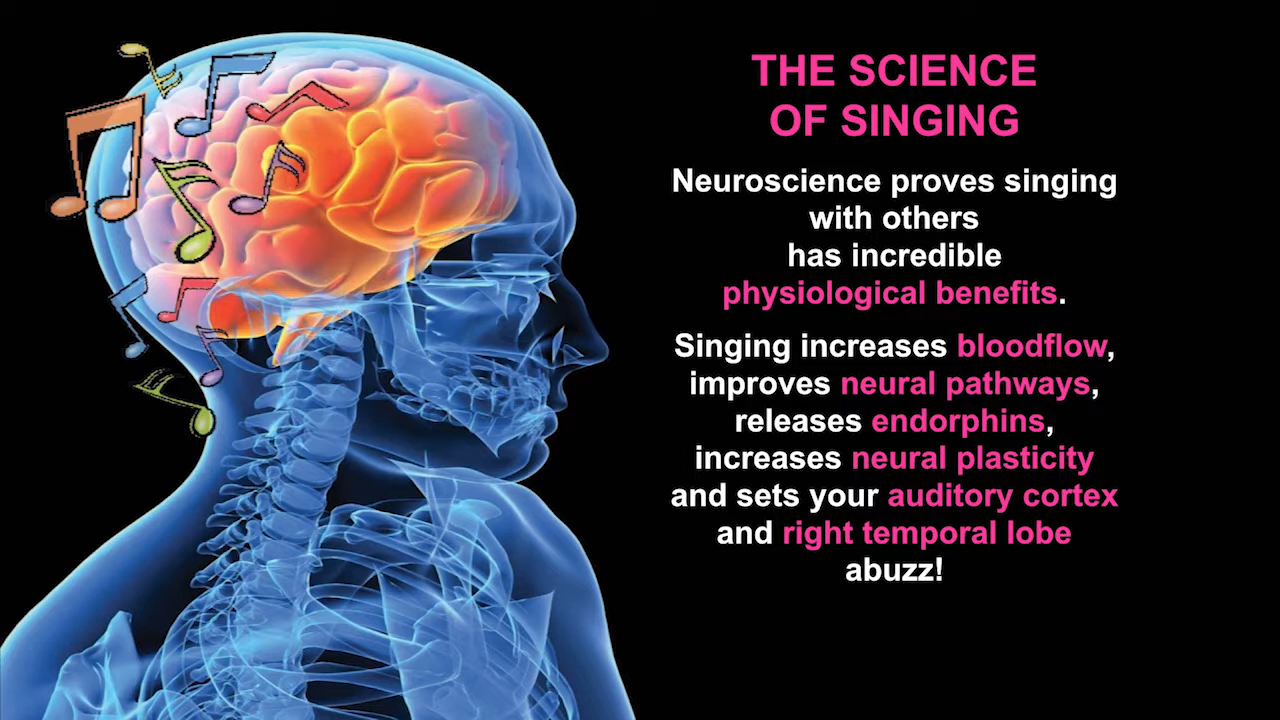 THE SCIENCE
OF SINGING
Neuroscience proves singing
with others
has incredible
physiological benefits.
Singing increases bloodflow,
improves neural pathways,
releases endorphins,
increases neural plasticity
and sets your auditory cortex
and right temporal lobe
abuzz!